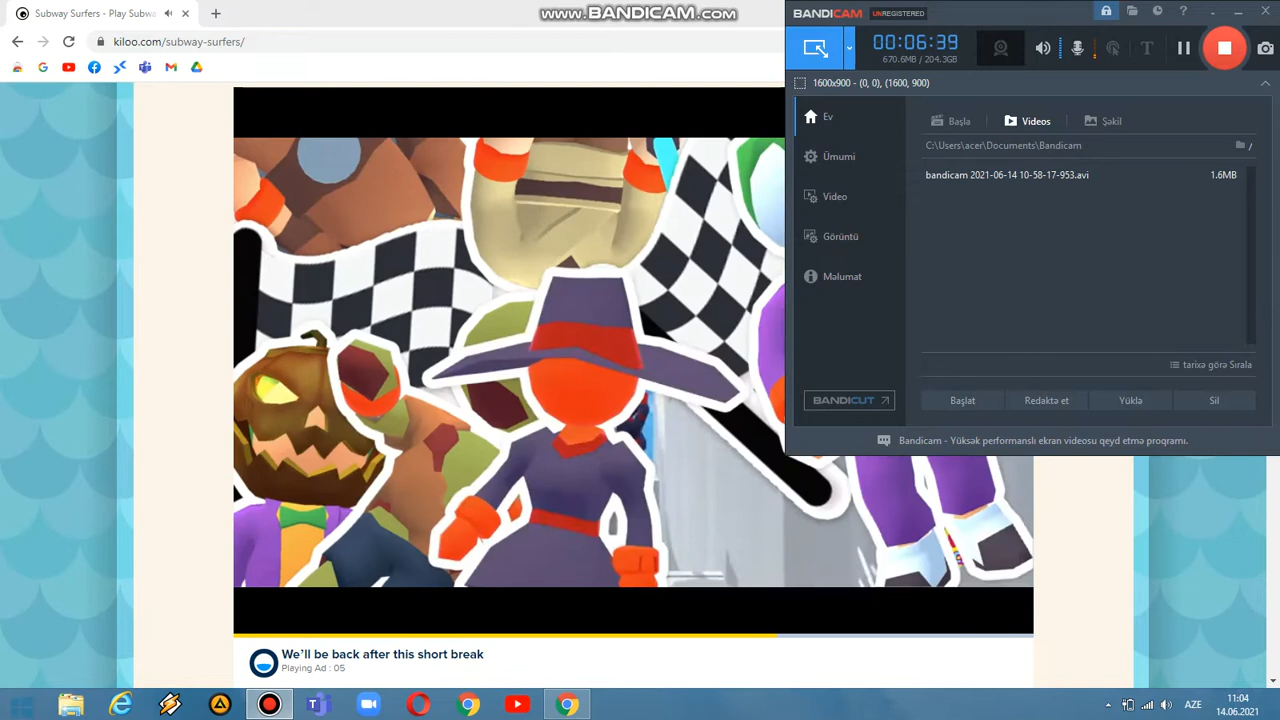 Subway Surfers - Play Subwa
www.BANDICAM.com
kiloo.com/subway-surfers/
BANDICAM UNREGISTERED
00:06:39
670.6MB / 204.3GB
1600x900 - (0, 0), (1600, 900)
Ev
Ümumi
Video
Görüntü
Məlumat
BANDICUT
Başla
Videos
Şəkil
C:\Users\acer\Documents\Bandicam
bandicam 2021-06-14 10-58-17-953.avi 1.6MB
tarixə görə Sırala
Başlat
Redaktə et
Yüklə
Sil
Bandicam - Yüksək performanslı ekran videosu qeyd etmə proqramı.
We'll be back after this short break
Playing Ad : 05
AZE
11:04
14.06.2021